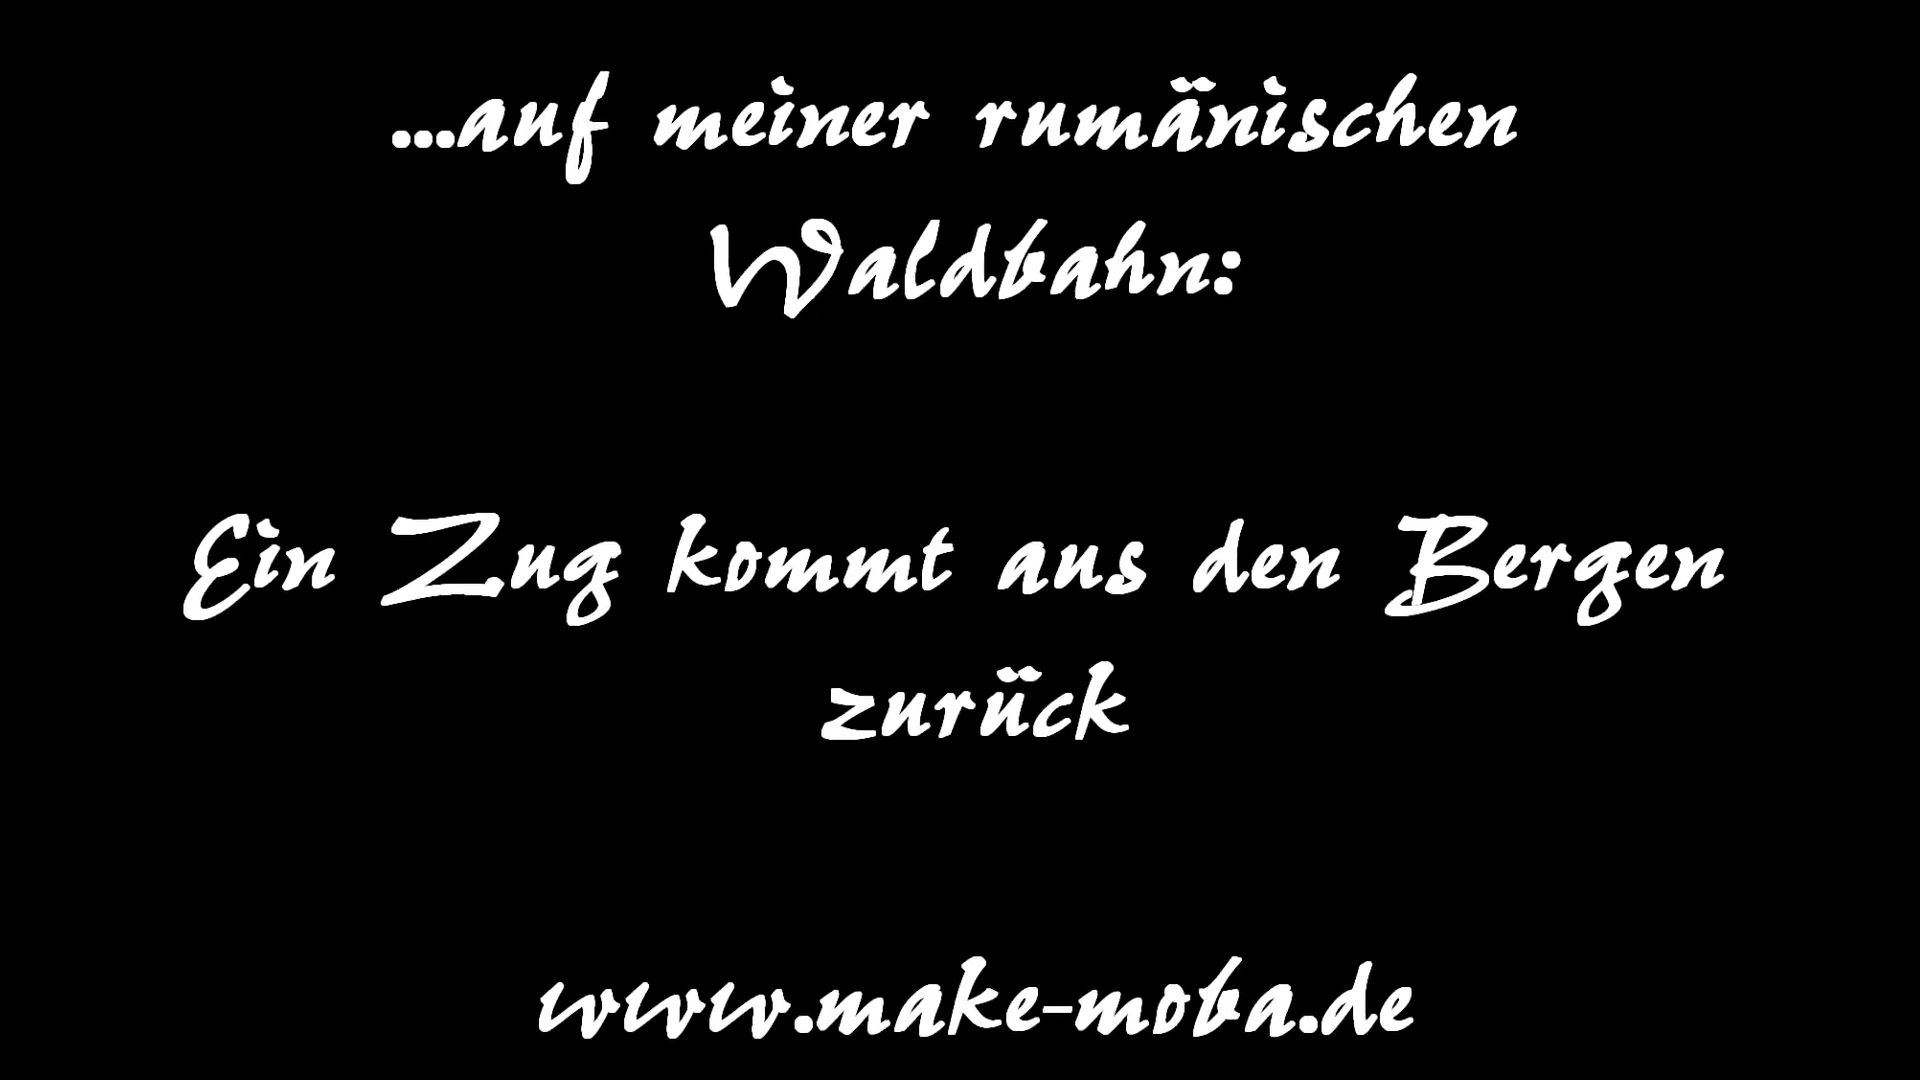 ...auf meiner rumänischen
Waldbahn:
Ein Zug kommt aus den Bergen
zurück
www.make-moba.de